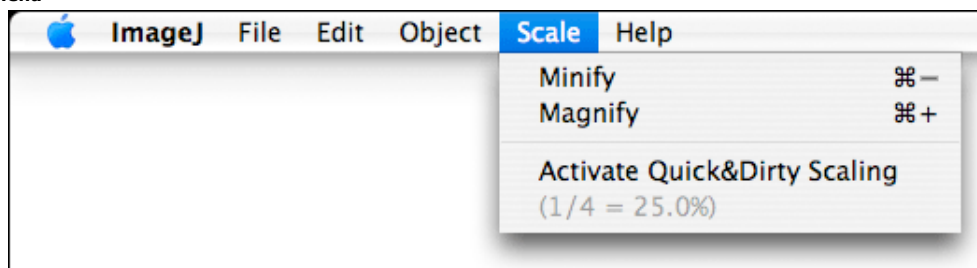 ImageJ File Edit Object Scale Help
Minify ⌘−
Magnify ⌘+
Activate Quick&Dirty Scaling
(1/4 = 25.0%)